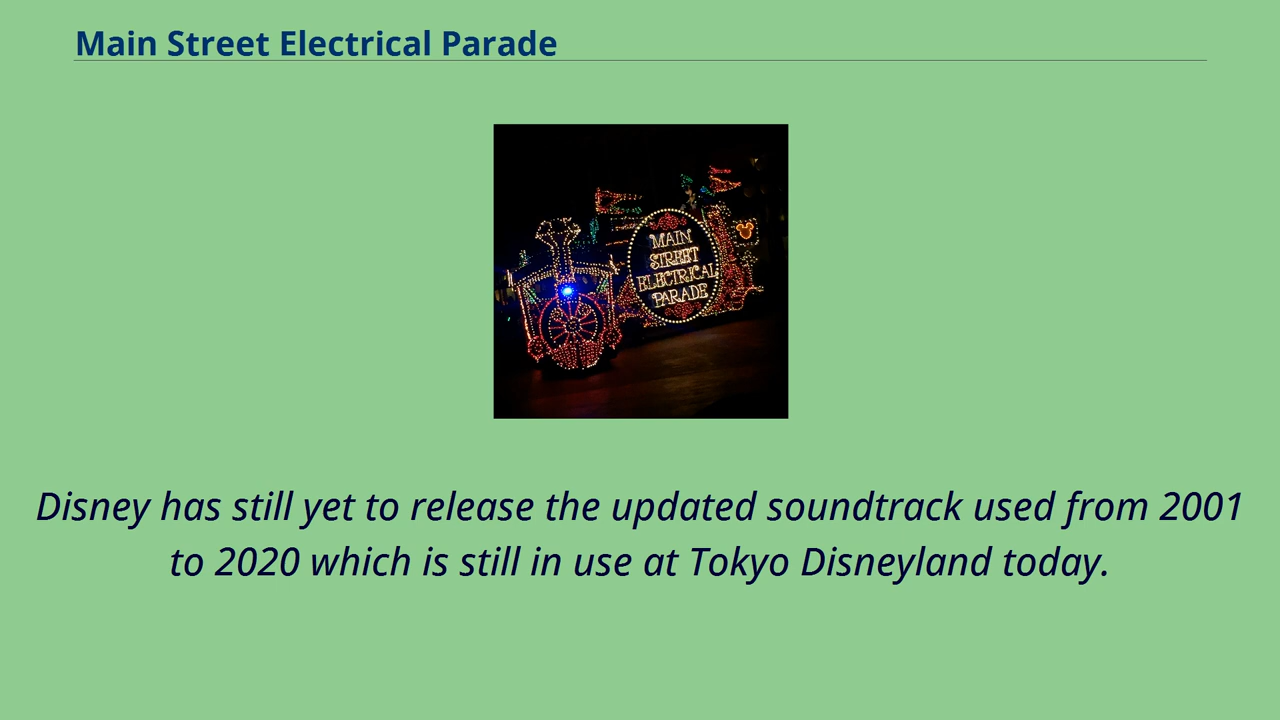 Main Street Electrical Parade
MAIN
STREET
ELECTRICAL
PARADE
Disney has still yet to release the updated soundtrack used from 2001
to 2020 which is still in use at Tokyo Disneyland today.